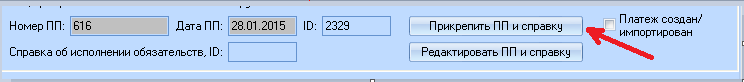 Номер ПП: 616 Дата ПП: 28.01.2015 ID: 2329 Прикрепить ПП и справку Платеж создан/
импортирован
Справка об исполнении обязательств, ID: Редактировать ПП и справку